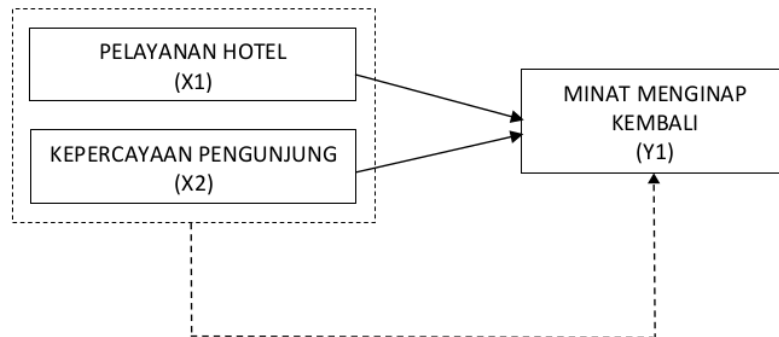 PELAYANAN HOTEL
(X1)
KEPERCAYAAN PENGUNJUNG
(X2)
MINAT MENGINAP
KEMBALI
(Y1)